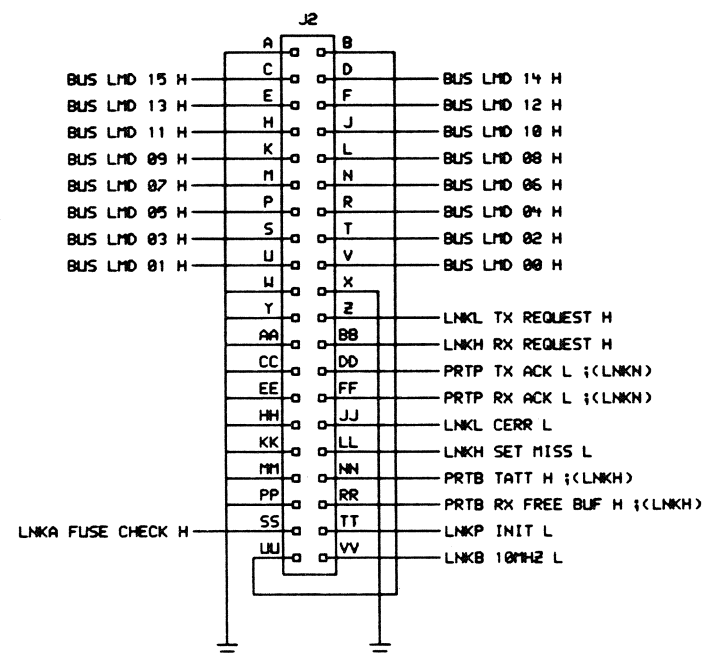 J2
A B
BUS LMD 15 H C D BUS LMD 14 H
BUS LMD 13 H E F BUS LMD 12 H
BUS LMD 11 H H J BUS LMD 10 H
BUS LMD 09 H K L BUS LMD 08 H
BUS LMD 07 H M N BUS LMD 06 H
BUS LMD 05 H P R BUS LMD 04 H
BUS LMD 03 H S T BUS LMD 02 H
BUS LMD 01 H U V BUS LMD 00 H
W X
Y Z LNKL TX REQUEST H
AA BB LNKH RX REQUEST H
CC DD PRTP TX ACK L ;(LNKN)
EE FF PRTP RX ACK L ;(LNKN)
HH JJ LNKL CERR L
KK LL LNKH SET MISS L
MM NN PRTB TATT H ;(LNKH)
PP RR PRTB RX FREE BUF H ;(LNKH)
LNKA FUSE CHECK H SS TT LNKP INIT L
UU VV LNKB 10MHZ L